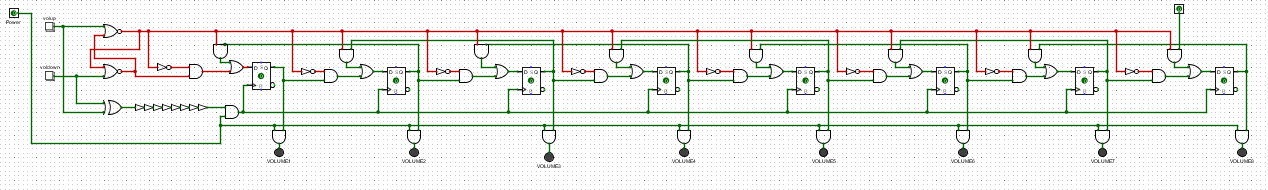 volup
Power
voldown
D S Q
D S Q
D S Q
D S Q
D S Q
D S Q
D S Q
D S Q
VOLUME1
VOLUME2
VOLUME3
VOLUME4
VOLUME5
VOLUME6
VOLUME7
VOLUME8